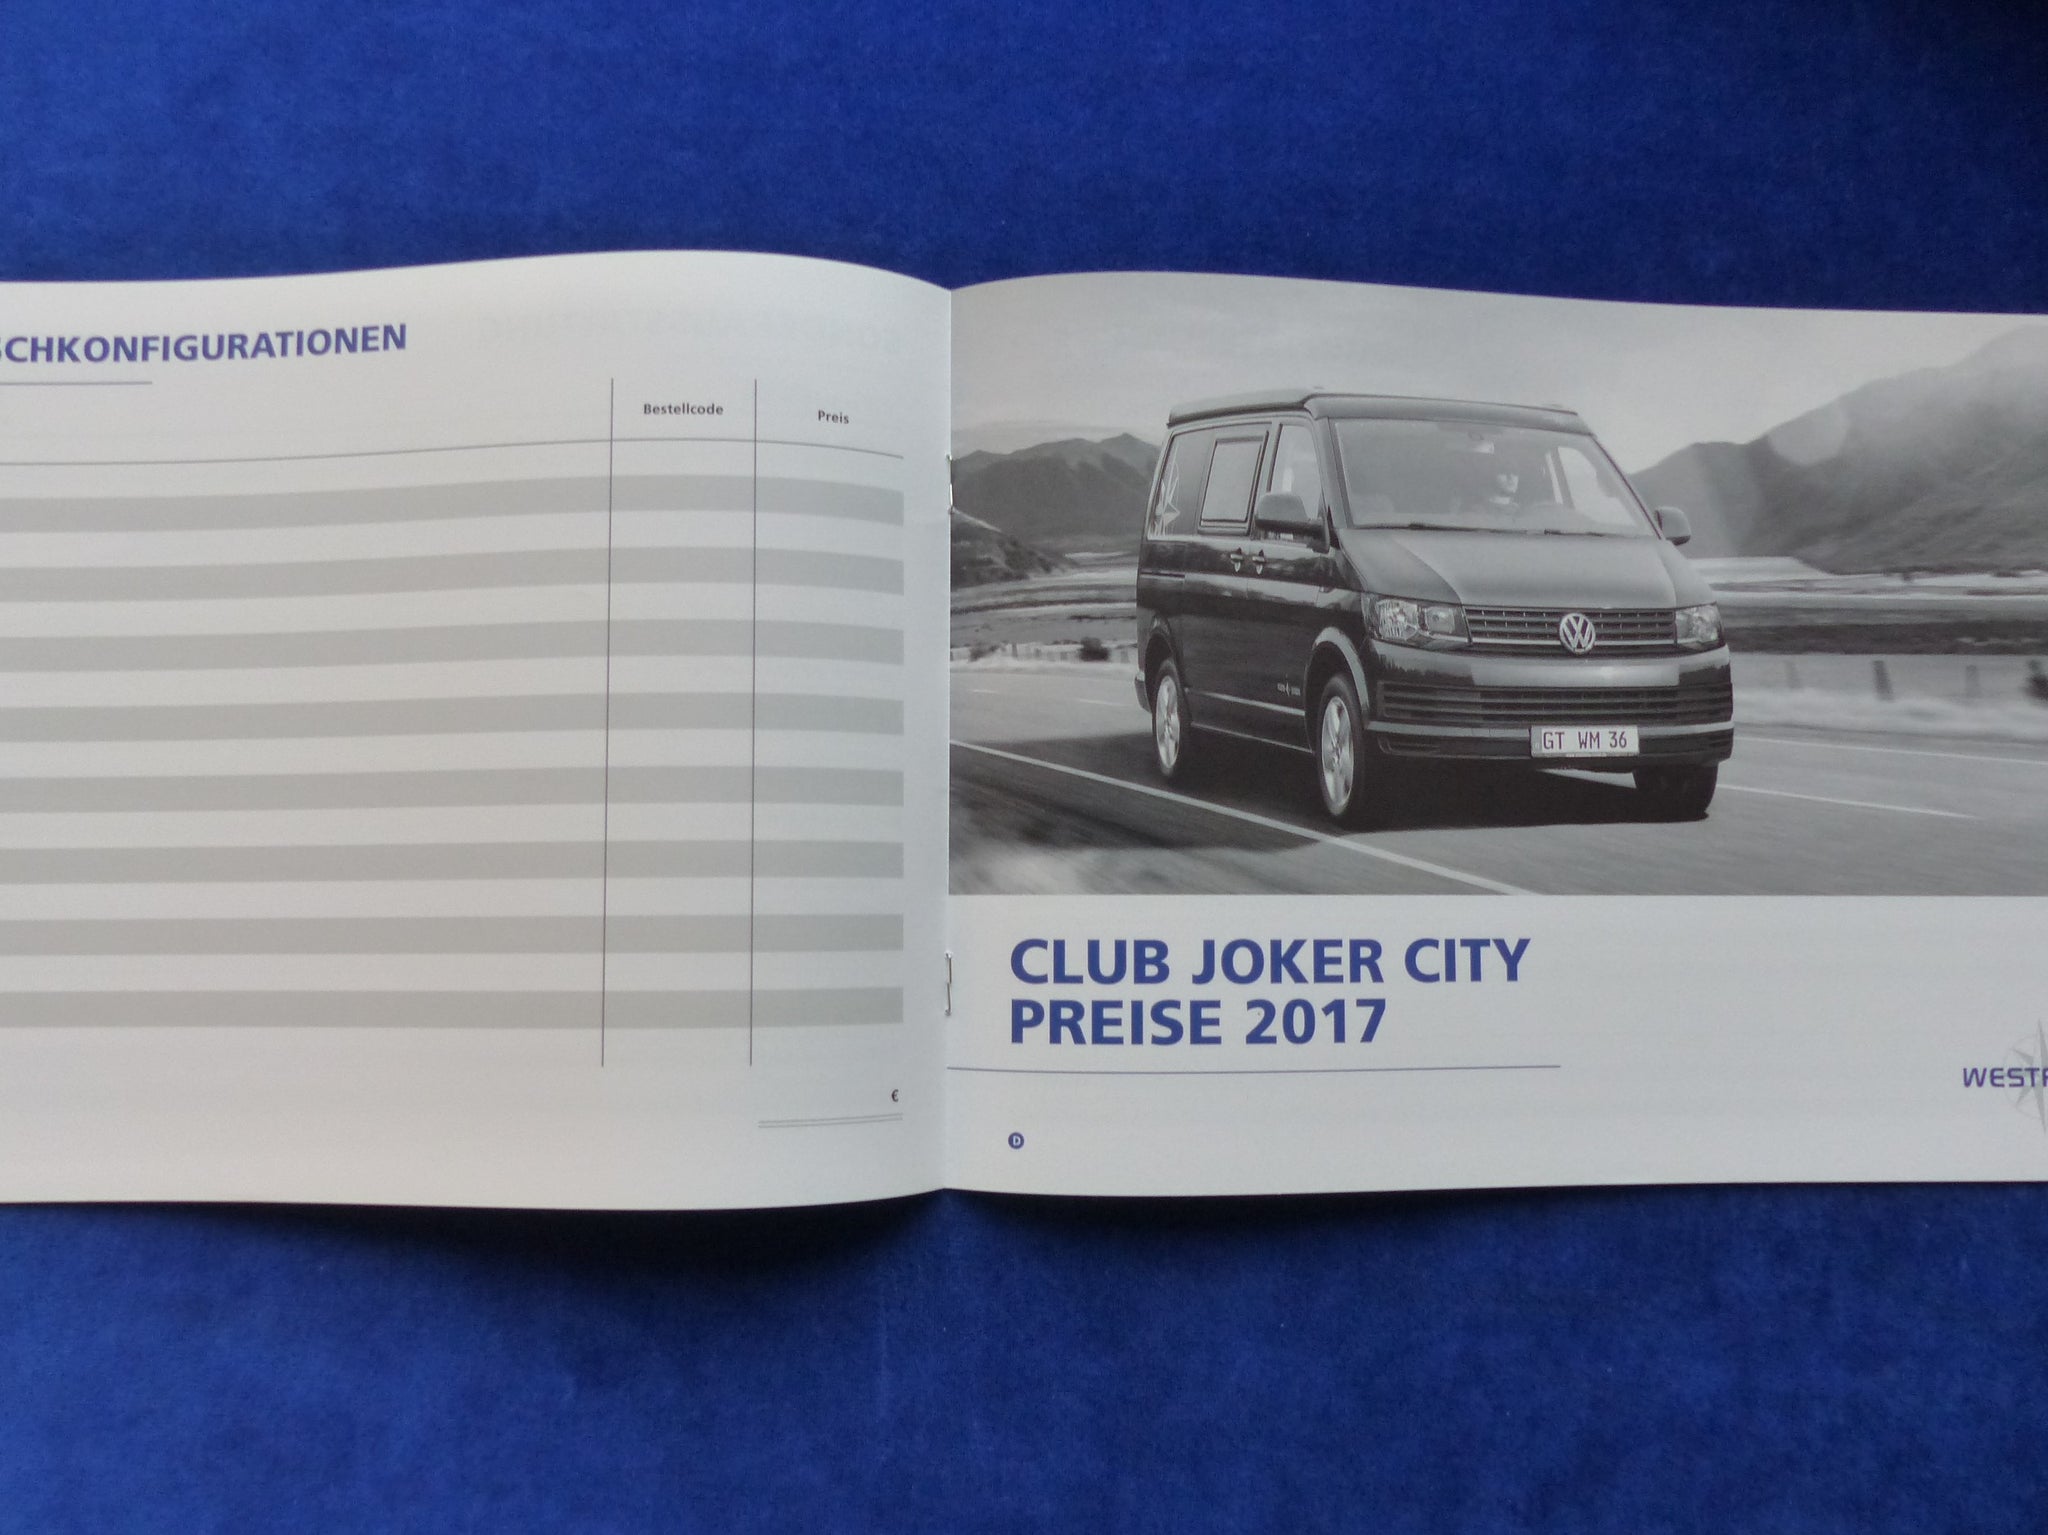 SCHKONFIGURATIONEN
Bestellcode
Preis
€
GT WM 36
CLUB JOKER CITY
PREISE 2017
WESTF
D